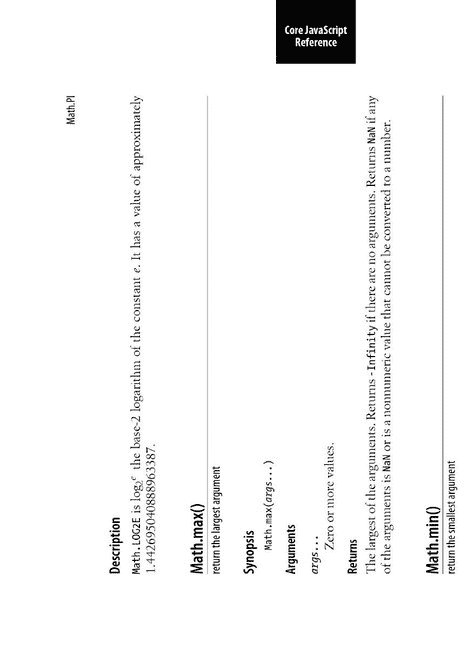 Core JavaScript
Reference
Math.PI
Description
Math.LOG2E is log₂e the base-2 logarithm of the constant e. It has a value of approximately
1.442695040888963387.
Math.max()
return the largest argument
Synopsis
Math.max(args...)
Arguments
args...
Zero or more values.
Returns
The largest of the arguments. Returns -Infinity if there are no arguments. Returns NaN if any
of the arguments is NaN or is a nonnumeric value that cannot be converted to a number.
Math.min()
return the smallest argument